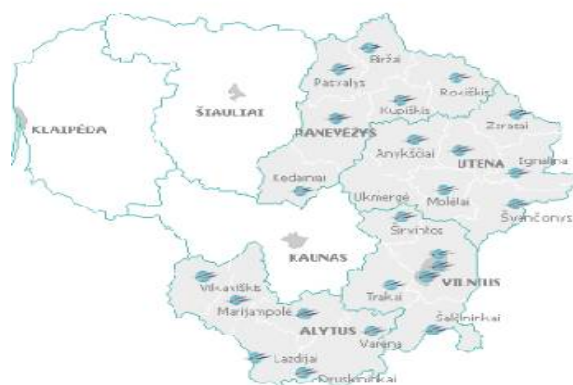 Biržai
Pasvalys
Rokiškis
Kupiškis
ŠIAULIAI
KLAIPĖDA
PANEVĖŽYS
Zarasai
Anykščiai
UTENA
Ignalina
Kėdainiai
Ukmergė
Molėtai
Švenčionys
Širvintos
KAUNAS
VILNIUS
Vilkaviškis
Trakai
Marijampolė
Šalčininkai
ALYTUS
Varėna
Lazdijai
Druskininkai